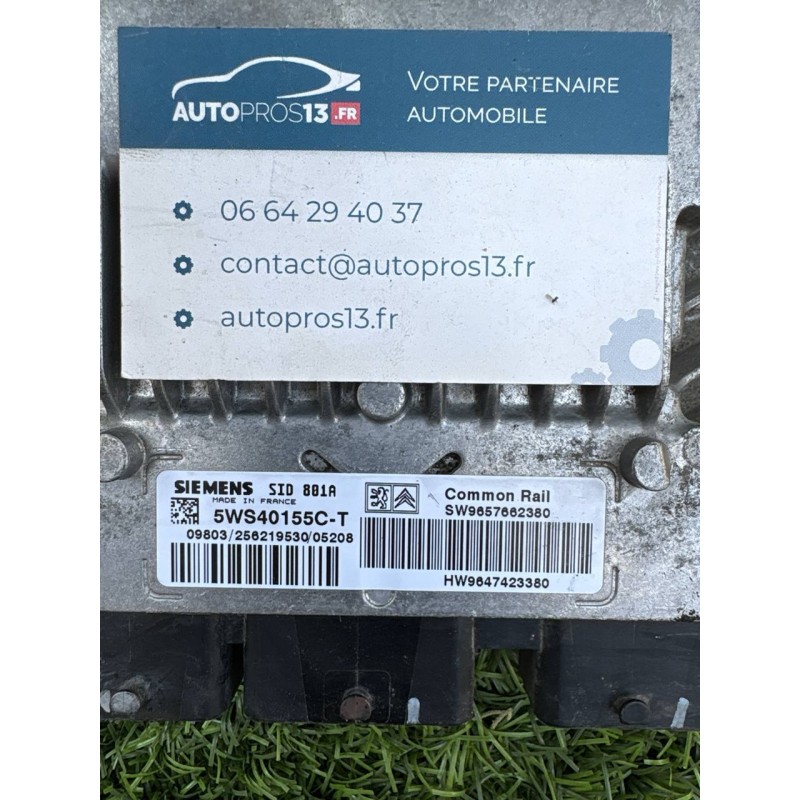 AUTOPROS13.FR
VOTRE PARTENAIRE
AUTOMOBILE
06 64 29 40 37
contact@autopros13.fr
autopros13.fr
SIEMENS SID 801A
MADE IN FRANCE
5WS40155C-T
09803/256219530/05208
Common Rail
SW9657662380
HW9647423380